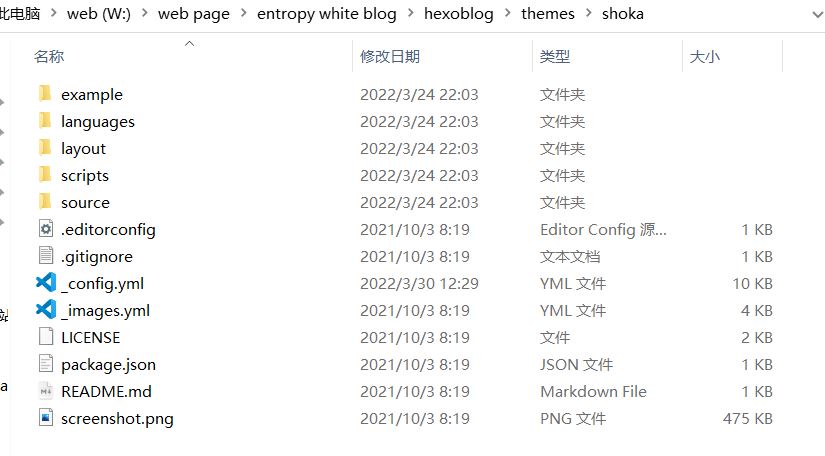 此电脑 > web (W:) > web page > entropy white blog > hexoblog > themes > shoka
名称 修改日期 类型 大小
example 2022/3/24 22:03 文件夹
languages 2022/3/24 22:03 文件夹
layout 2022/3/24 22:03 文件夹
scripts 2022/3/24 22:03 文件夹
source 2022/3/24 22:03 文件夹
.editorconfig 2021/10/3 8:19 Editor Config 源... 1 KB
.gitignore 2021/10/3 8:19 文本文档 1 KB
_config.yml 2022/3/30 12:29 YML 文件 10 KB
_images.yml 2021/10/3 8:19 YML 文件 4 KB
LICENSE 2021/10/3 8:19 文件 2 KB
package.json 2021/10/3 8:19 JSON 文件 1 KB
README.md 2021/10/3 8:19 Markdown File 1 KB
screenshot.png 2021/10/3 8:19 PNG 文件 475 KB